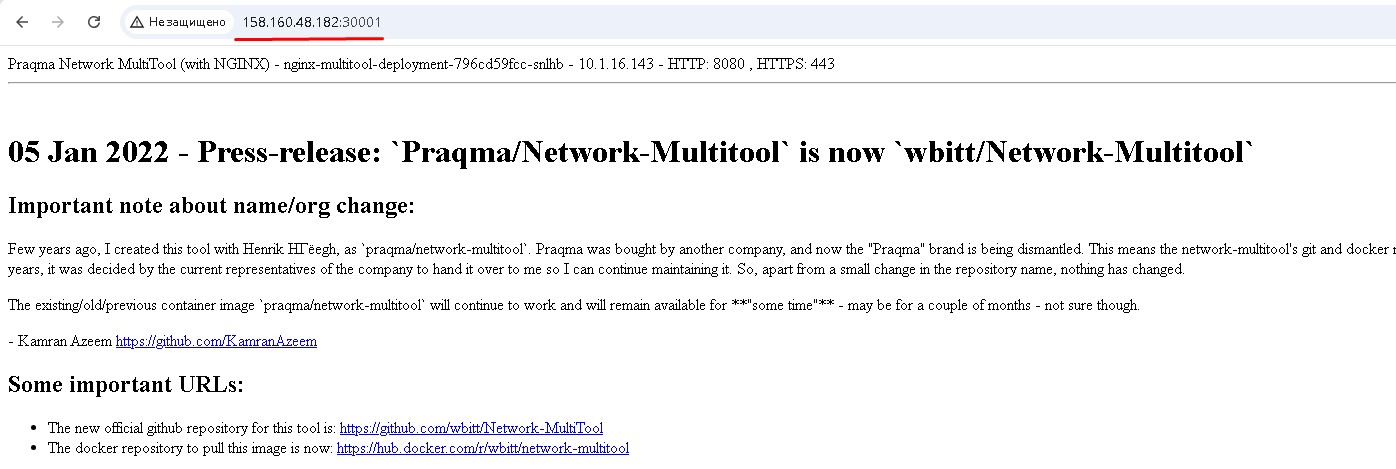 Не защищено 158.160.48.182:30001
Praqma Network MultiTool (with NGINX) - nginx-multitool-deployment-796cd59fcc-snlhb - 10.1.16.143 - HTTP: 8080 , HTTPS: 443
05 Jan 2022 - Press-release: `Praqma/Network-Multitool` is now `wbitt/Network-Multitool`
Important note about name/org change:
Few years ago, I created this tool with Henrik HГёegh, as `praqma/network-multitool`. Praqma was bought by another company, and now the "Praqma" brand is being dismantled. This means the network-multitool's git and docker
years, it was decided by the current representatives of the company to hand it over to me so I can continue maintaining it. So, apart from a small change in the repository name, nothing has changed.
The existing/old/previous container image `praqma/network-multitool` will continue to work and will remain available for **"some time"** - may be for a couple of months - not sure though.
- Kamran Azeem https://github.com/KamranAzeem
Some important URLs:
• The new official github repository for this tool is: https://github.com/wbitt/Network-MultiTool
• The docker repository to pull this image is now: https://hub.docker.com/r/wbitt/network-multitool